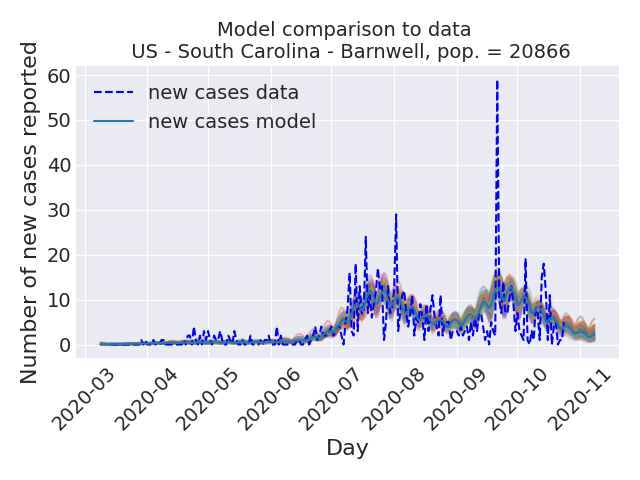 Model comparison to data
US - South Carolina - Barnwell, pop. = 20866
Number of new cases reported
60
50
40
30
20
10
0
new cases data
new cases model
2020-03
2020-04
2020-05
2020-06
2020-07
2020-08
2020-09
2020-10
2020-11
Day